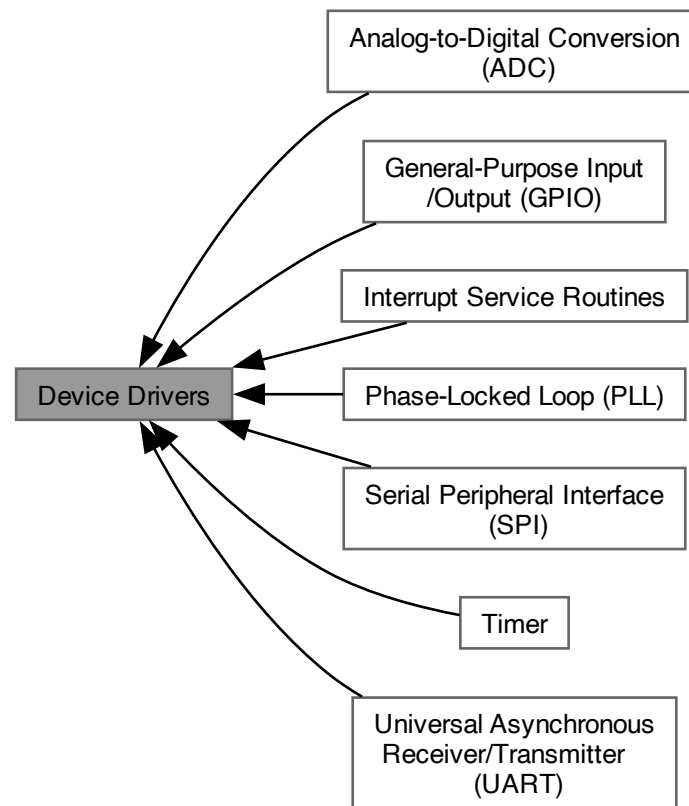 Analog-to-Digital Conversion
(ADC)
General-Purpose Input
/Output (GPIO)
Interrupt Service Routines
Device Drivers
Phase-Locked Loop (PLL)
Serial Peripheral Interface
(SPI)
Timer
Universal Asynchronous
Receiver/Transmitter
(UART)